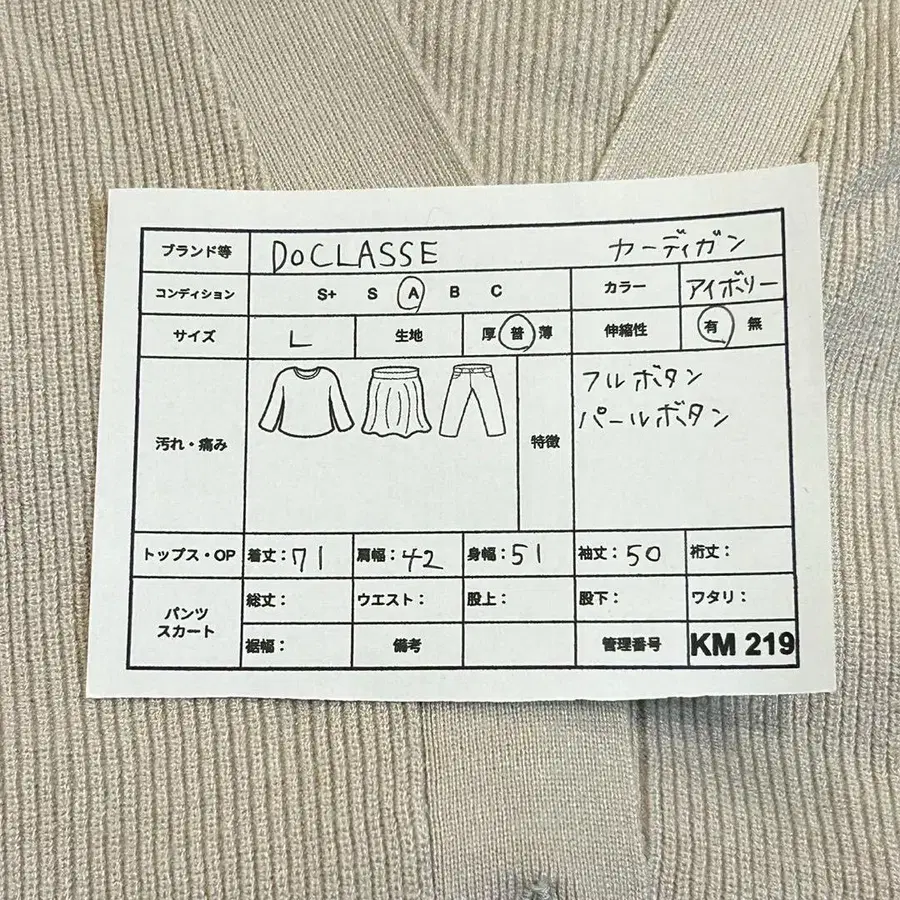 ブランド等 DoCLASSE カーディガン
コンディション S+ S A B C カラー アイボリー
サイズ L 生地 厚 普 薄 伸縮性 有 無
汚れ・痛み 特徴 フルボタン
パールボタン
トップス・OP 着丈：71 肩幅：42 身幅：51 袖丈：50 裄丈：
パンツ
スカート
総丈： ウエスト： 股上： 股下： ワタリ：
裾幅： 備考 管理番号 KM 219